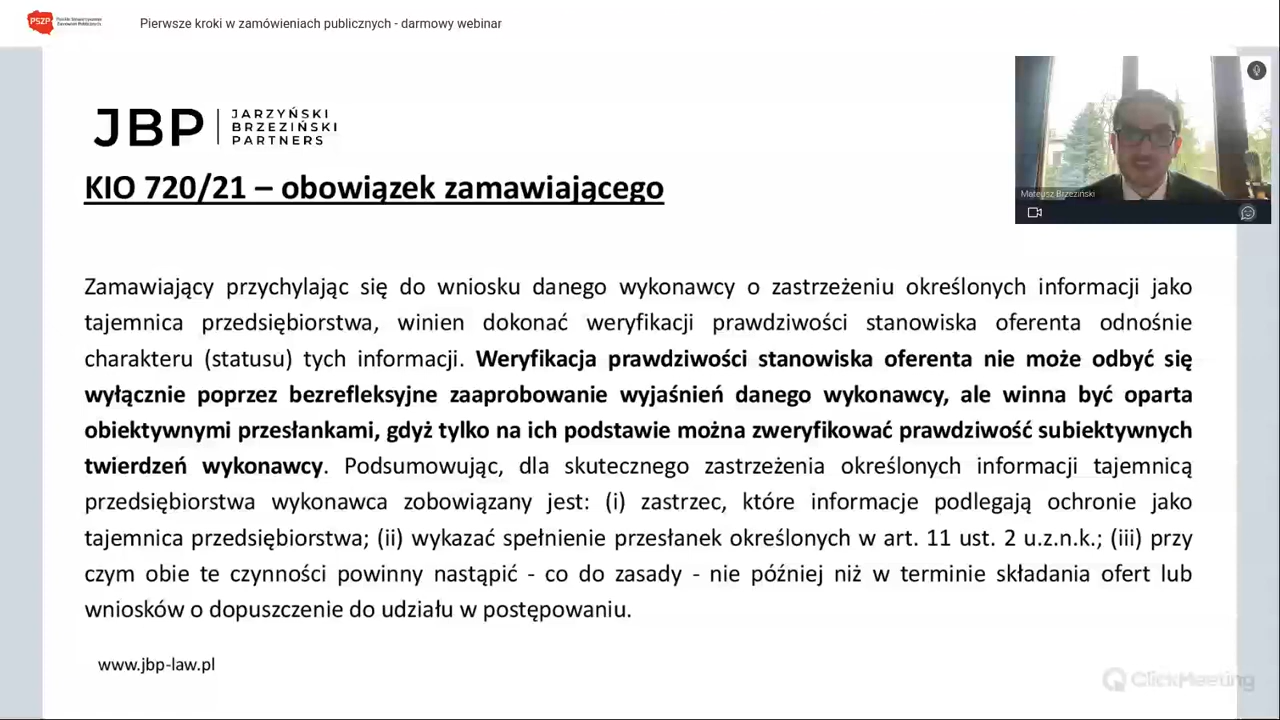 PSZP
Polskie Stowarzyszenie
Zamówień Publicznych
Pierwsze kroki w zamówieniach publicznych - darmowy webinar
JBP
JARZYŃSKI
BRZEZIŃSKI
PARTNERS
Mateusz Brzeziński
KIO 720/21 – obowiązek zamawiającego
Zamawiający przychylając się do wniosku danego wykonawcy o zastrzeżeniu określonych informacji jako
tajemnica przedsiębiorstwa, winien dokonać weryfikacji prawdziwości stanowiska oferenta odnośnie
charakteru (statusu) tych informacji. Weryfikacja prawdziwości stanowiska oferenta nie może odbyć się
wyłącznie poprzez bezrefleksyjne zaaprobowanie wyjaśnień danego wykonawcy, ale winna być oparta
obiektywnymi przesłankami, gdyż tylko na ich podstawie można zweryfikować prawdziwość subiektywnych
twierdzeń wykonawcy. Podsumowując, dla skutecznego zastrzeżenia określonych informacji tajemnicą
przedsiębiorstwa wykonawca zobowiązany jest: (i) zastrzec, które informacje podlegają ochronie jako
tajemnica przedsiębiorstwa; (ii) wykazać spełnienie przesłanek określonych w art. 11 ust. 2 u.z.n.k.; (iii) przy
czym obie te czynności powinny nastąpić - co do zasady - nie później niż w terminie składania ofert lub
wniosków o dopuszczenie do udziału w postępowaniu.
www.jbp-law.pl
ClickMeeting